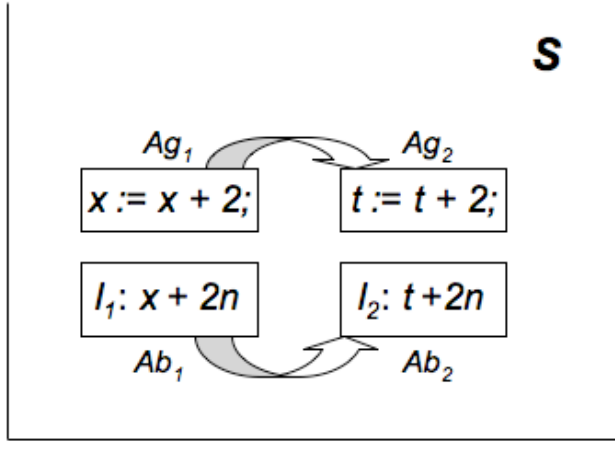 S
Ag₁ Ag₂
x := x + 2; t := t + 2;
I₁: x + 2n I₂: t+2n
Ab₁ Ab₂